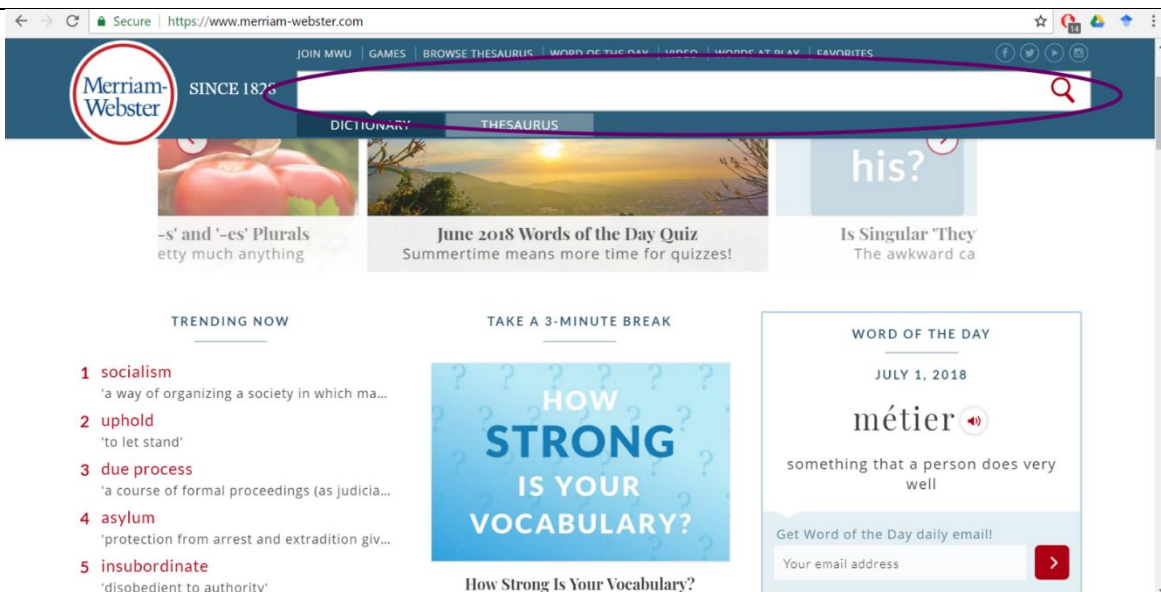 Secure https://www.merriam-webster.com
14
JOIN MWU GAMES BROWSE THESAURUS WORD OF THE DAY VIDEO WORDS AT PLAY FAVORITES
Merriam-
Webster
SINCE 1828
DICTIONARY THESAURUS
his?
-s' and '-es' Plurals
etty much anything
June 2018 Words of the Day Quiz
Summertime means more time for quizzes!
Is Singular 'They'
The awkward ca
TRENDING NOW
1 socialism
'a way of organizing a society in which ma...
2 uphold
'to let stand'
3 due process
'a course of formal proceedings (as judicia...
4 asylum
'protection from arrest and extradition giv...
5 insubordinate
'disobedient to authority'
TAKE A 3-MINUTE BREAK
HOW
STRONG
IS YOUR
VOCABULARY?
How Strong Is Your Vocabulary?
WORD OF THE DAY
JULY 1, 2018
métier
something that a person does very
well
Get Word of the Day daily email!
Your email address